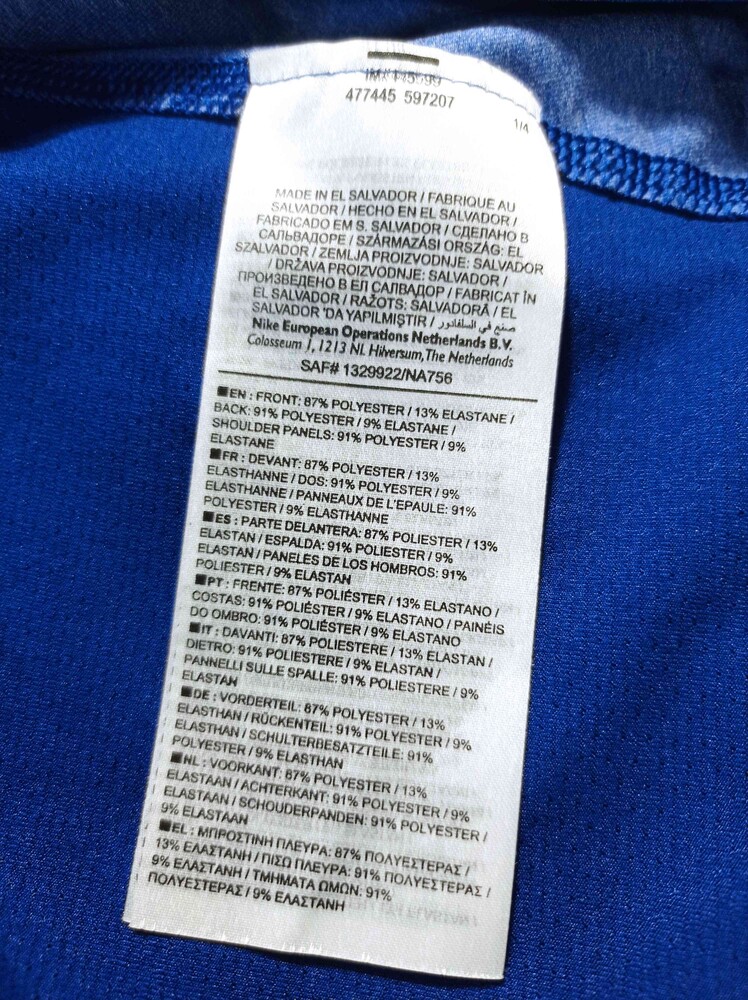 477445 597207
1/4
MADE IN EL SALVADOR / FABRIQUE AU
SALVADOR / HECHO EN EL SALVADOR /
FABRICADO EM S. SALVADOR / СДЕЛАНО В
САЛЬВАДОРЕ / SZÁRMAZÁSI ORSZÁG: EL
SZALVADOR / ZEMLJA PROIZVODNJE: SALVADOR
/ DRŽAVA PROIZVODNJE: SALVADOR /
ПРОИЗВЕДЕНО В ЕЛ САЛВАДОР / FABRICAT ÎN
EL SALVADOR / RAŽOTS: SALVADORĀ / EL
SALVADOR 'DA YAPILMIŞTIR / صنع في السلفادور
Nike European Operations Netherlands B.V.
Colosseum 1, 1213 NL Hilversum, The Netherlands
SAF# 1329922/NA756
EN : FRONT: 87% POLYESTER / 13% ELASTANE /
BACK: 91% POLYESTER / 9% ELASTANE /
SHOULDER PANELS: 91% POLYESTER / 9%
ELASTANE
FR : DEVANT: 87% POLYESTER / 13%
ELASTHANNE / DOS: 91% POLYESTER / 9%
ELASTHANNE / PANNEAUX DE L'EPAULE: 91%
POLYESTER / 9% ELASTHANNE
ES : PARTE DELANTERA: 87% POLIESTER / 13%
ELASTAN / ESPALDA: 91% POLIESTER / 9%
ELASTAN / PANELES DE LOS HOMBROS: 91%
POLIESTER / 9% ELASTAN
PT : FRENTE: 87% POLIÉSTER / 13% ELASTANO /
COSTAS: 91% POLIÉSTER / 9% ELASTANO / PAINÉIS
DO OMBRO: 91% POLIÉSTER / 9% ELASTANO
IT : DAVANTI: 87% POLIESTERE / 13% ELASTAN /
DIETRO: 91% POLIESTERE / 9% ELASTAN /
PANNELLI SULLE SPALLE: 91% POLIESTERE / 9%
ELASTAN
DE : VORDERTEIL: 87% POLYESTER / 13%
ELASTHAN / RÜCKENTEIL: 91% POLYESTER / 9%
ELASTHAN / SCHULTERBESATZTEILE: 91%
POLYESTER / 9% ELASTHAN
NL : VOORKANT: 87% POLYESTER / 13%
ELASTAAN / ACHTERKANT: 91% POLYESTER / 9%
ELASTAAN / SCHOUDERPANDEN: 91% POLYESTER /
9% ELASTAAN
EL : ΜΠΡΟΣΤΙΝΗ ΠΛΕΥΡΑ: 87% ΠΟΛΥΕΣΤΕΡΑΣ /
13% ΕΛΑΣΤΑΝΗ / ΠΙΣΩ ΠΛΕΥΡΑ: 91% ΠΟΛΥΕΣΤΕΡΑΣ /
9% ΕΛΑΣΤΑΝΗ / ΤΜΗΜΑΤΑ ΩΜΩΝ: 91%
ΠΟΛΥΕΣΤΕΡΑΣ / 9% ΕΛΑΣΤΑΝΗ